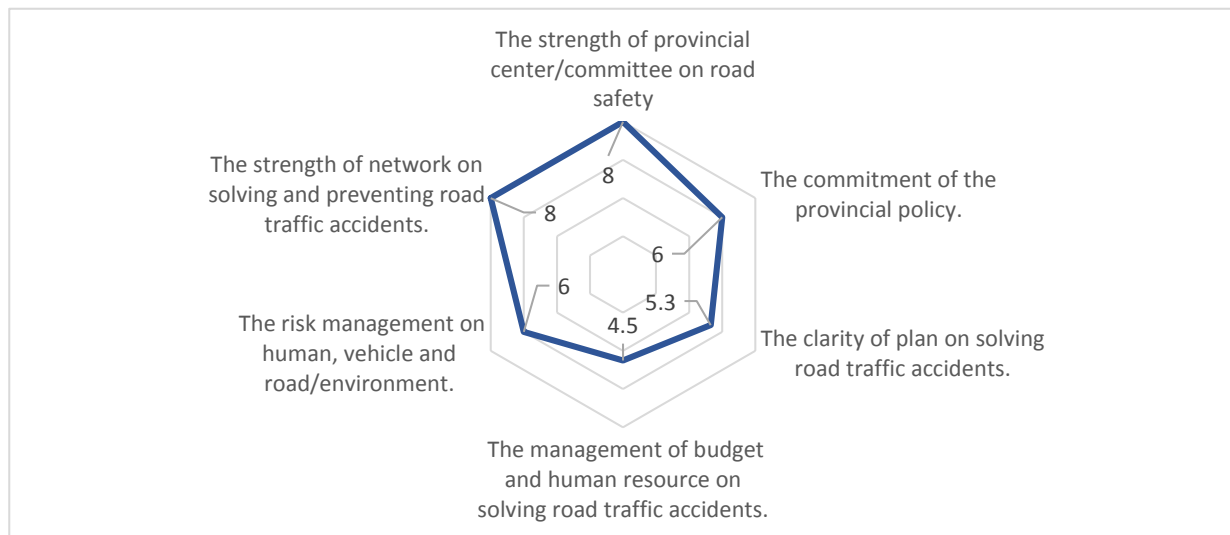 The strength of provincial
center/committee on road
safety
8
The commitment of the
provincial policy.
6
The clarity of plan on solving
road traffic accidents.
5.3
The management of budget
and human resource on
solving road traffic accidents.
4.5
The risk management on
human, vehicle and
road/environment.
6
The strength of network on
solving and preventing road
traffic accidents.
8